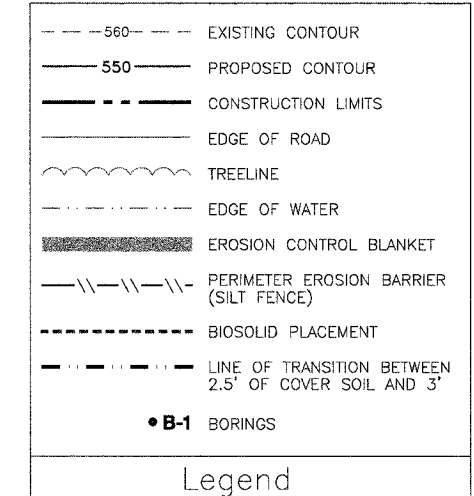 560 EXISTING CONTOUR
550 PROPOSED CONTOUR
CONSTRUCTION LIMITS
EDGE OF ROAD
TREELINE
EDGE OF WATER
EROSION CONTROL BLANKET
PERIMETER EROSION BARRIER
(SILT FENCE)
BIOSOLID PLACEMENT
LINE OF TRANSITION BETWEEN
2.5' OF COVER SOIL AND 3'
B-1 BORINGS
Legend